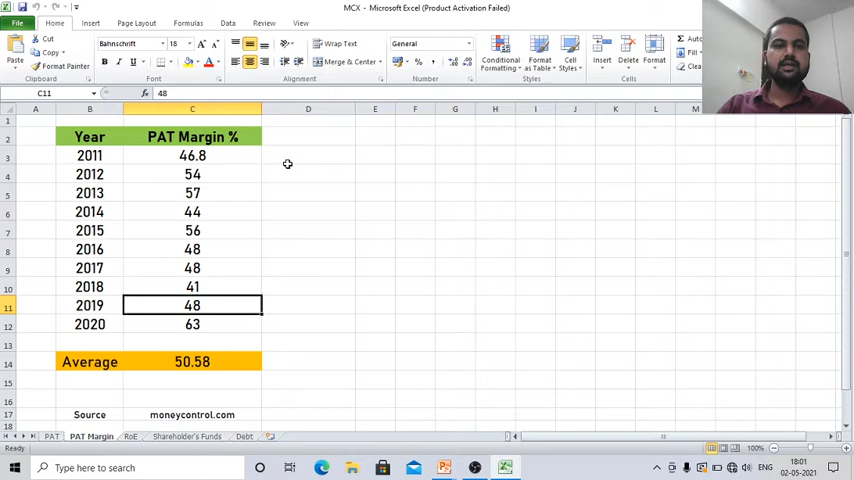 MCX - Microsoft Excel (Product Activation Failed)
File Home Insert Page Layout Formulas Data Review View
Paste
Cut
Copy
Format Painter
Clipboard
Bahnschrift 18 A A
B I U
Font
Wrap Text
Merge & Center
Alignment
General
%
Number
Conditional Formatting
Format as Table
Cell Styles
Styles
Insert Delete Format
Cells
Fill
Clear
C11 fx 48
A B C D E F G H I J K L M
1
2 Year PAT Margin %
3 2011 46.8
4 2012 54
5 2013 57
6 2014 44
7 2015 56
8 2016 48
9 2017 48
10 2018 41
11 2019 48
12 2020 63
13
14 Average 50.58
15
16
17 Source moneycontrol.com
18
PAT PAT Margin RoE Shareholder's Funds Debt
Ready 100%
Type here to search
ENG
18:01
02-05-2021